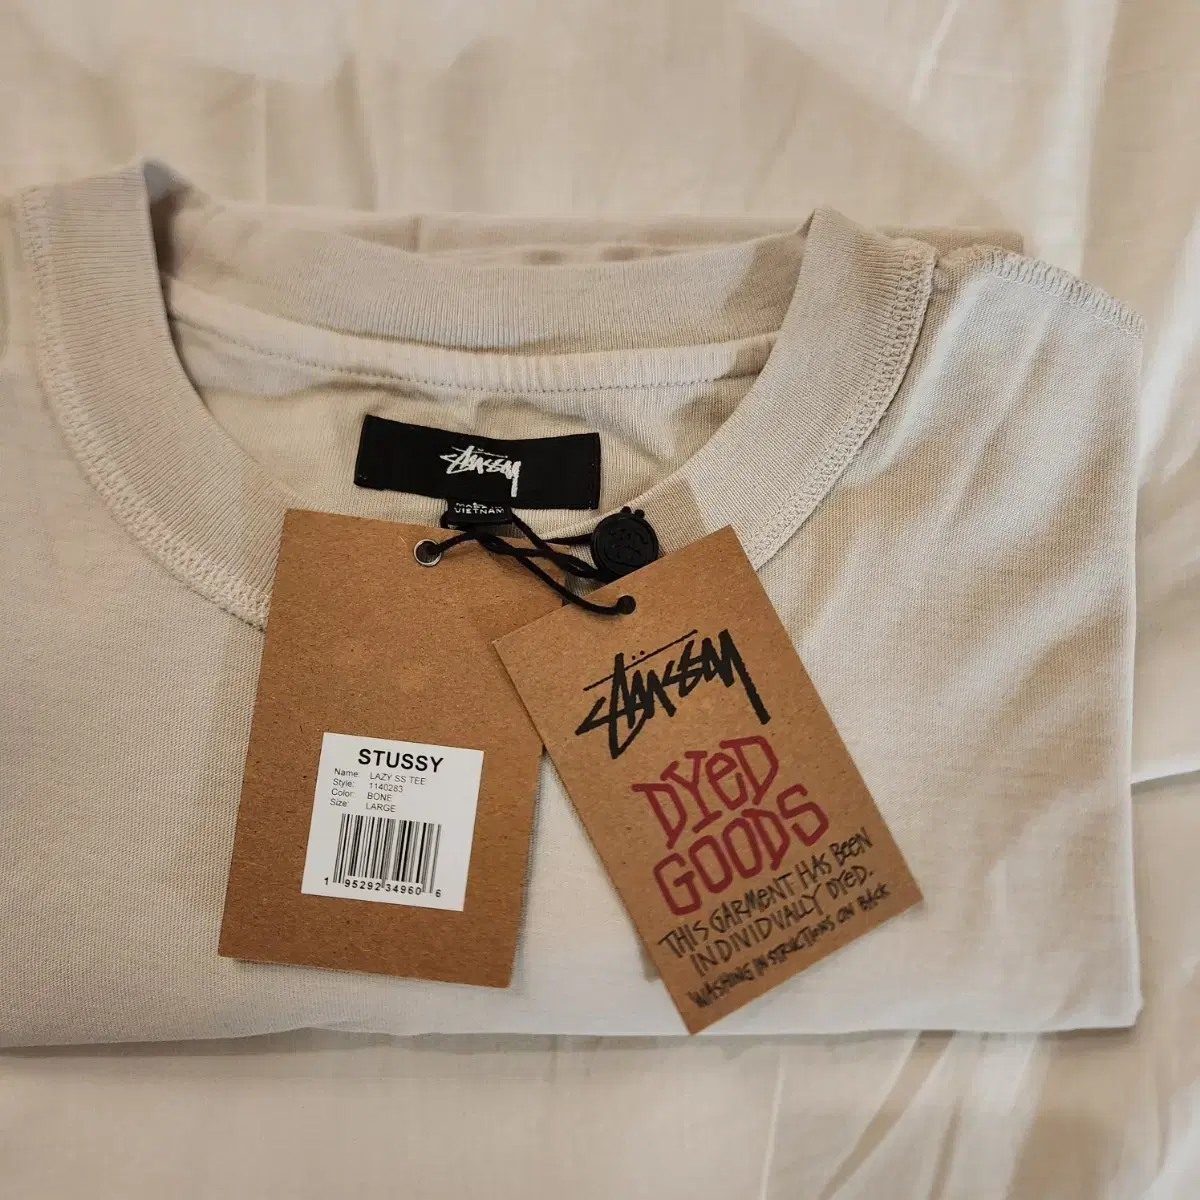 Stüssy
MADE IN
VIETNAM
STUSSY
Name: LAZY SS TEE
Style: 1140283
Color: BONE
Size: LARGE
1 95292 34960 6
Stüssy
DYED
GOODS
THIS GARMENT HAS BEEN
INDIVIDUALLY DYED.
WASHING INSTRUCTIONS ON BACK